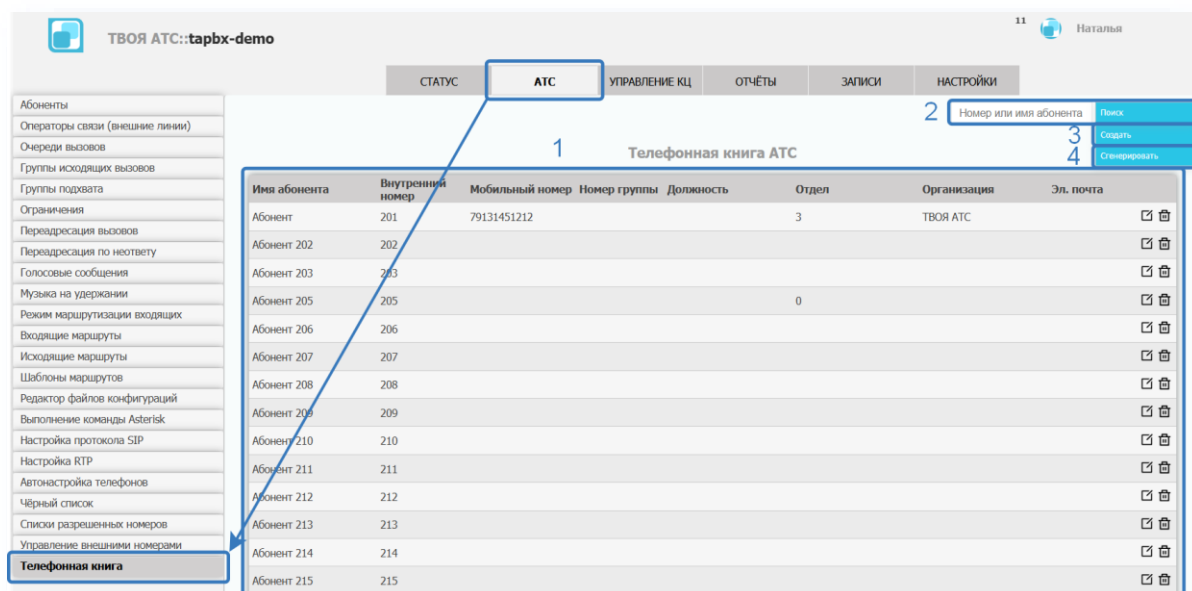 11
ТВОЯ АТС::tapbx-demo
Наталья
СТАТУС АТС УПРАВЛЕНИЕ КЦ ОТЧЁТЫ ЗАПИСИ НАСТРОЙКИ
Абоненты
Операторы связи (внешние линии)
Очереди вызовов
Группы исходящих вызовов
Группы подхвата
Ограничения
Переадресация вызовов
Переадресация по неответу
Голосовые сообщения
Музыка на удержании
Режим маршрутизации входящих
Входящие маршруты
Исходящие маршруты
Шаблоны маршрутов
Редактор файлов конфигураций
Выполнение команды Asterisk
Настройка протокола SIP
Настройка RTP
Автонастройка телефонов
Чёрный список
Списки разрешенных номеров
Управление внешними номерами
Телефонная книга
2 Номер или имя абонента Поиск
3 Создать
4 Сгенерировать
1 Телефонная книга АТС
Имя абонента Внутренний номер Мобильный номер Номер группы Должность Отдел Организация Эл. почта
Абонент 201 79131451212 3 ТВОЯ АТС
Абонент 202 202
Абонент 203 203
Абонент 205 205 0
Абонент 206 206
Абонент 207 207
Абонент 208 208
Абонент 209 209
Абонент 210 210
Абонент 211 211
Абонент 212 212
Абонент 213 213
Абонент 214 214
Абонент 215 215